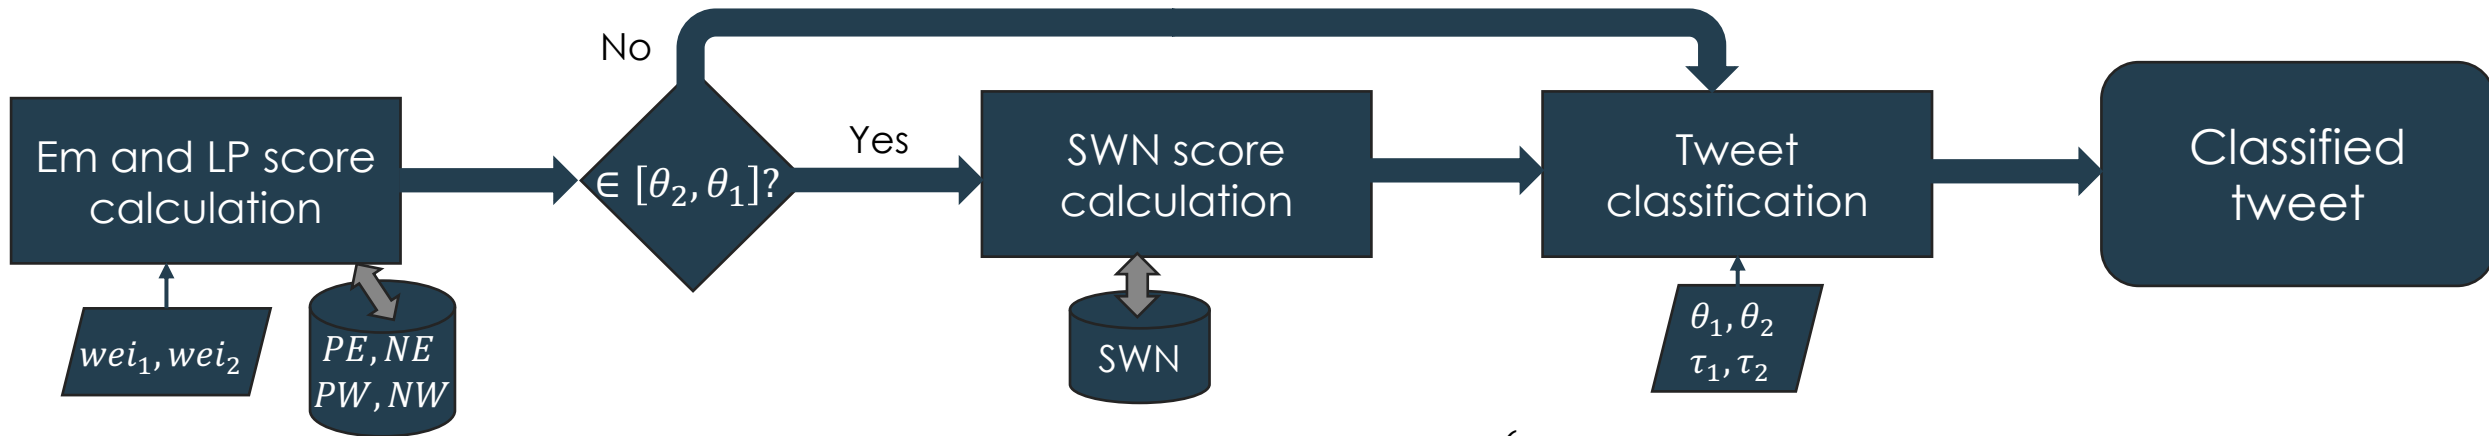 No
Em and LP score
calculation
∈ [θ₂, θ₁]?
Yes
SWN score
calculation
Tweet
classification
Classified
tweet
wei₁, wei₂
PE, NE
PW, NW
SWN
θ₁, θ₂
τ₁, τ₂